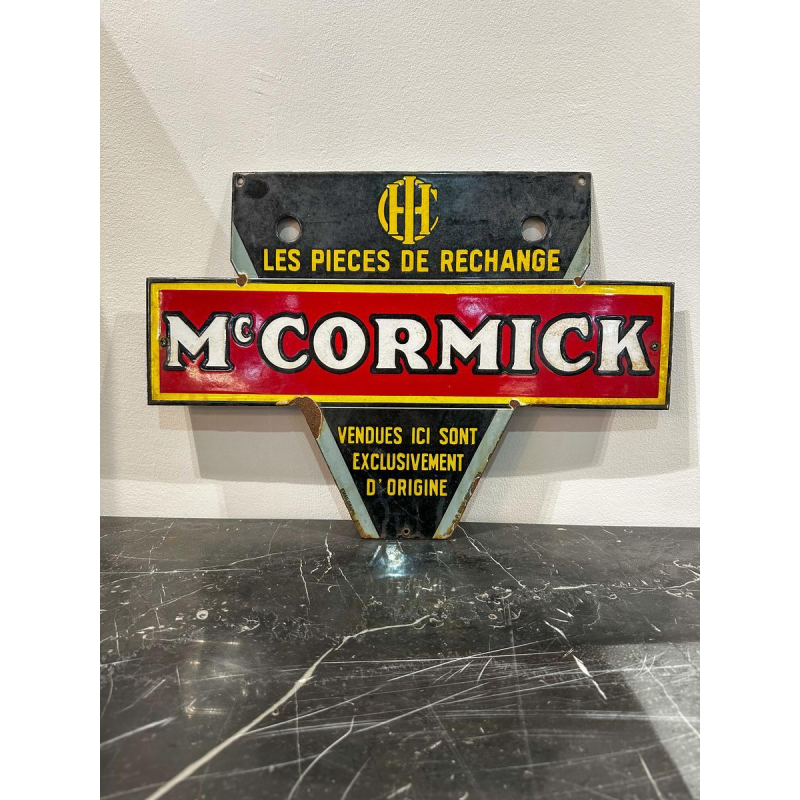 IHC
LES PIECES DE RECHANGE
McCORMICK
VENDUES ICI SONT
EXCLUSIVEMENT
D'ORIGINE